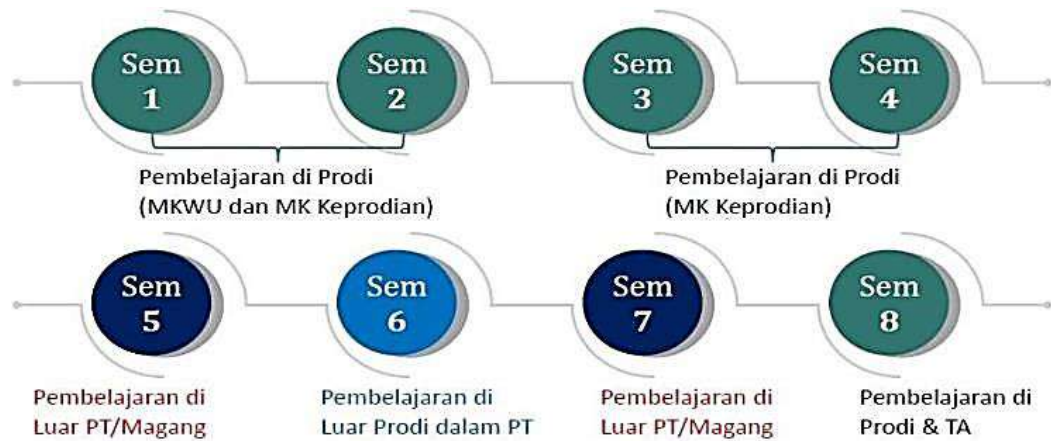 Sem
1
Sem
2
Sem
3
Sem
4
Pembelajaran di Prodi
(MKWU dan MK Keprodian)
Pembelajaran di Prodi
(MK Keprodian)
Sem
5
Sem
6
Sem
7
Sem
8
Pembelajaran di
Luar PT/Magang
Pembelajaran di
Luar Prodi dalam PT
Pembelajaran di
Luar PT/Magang
Pembelajaran di
Prodi & TA